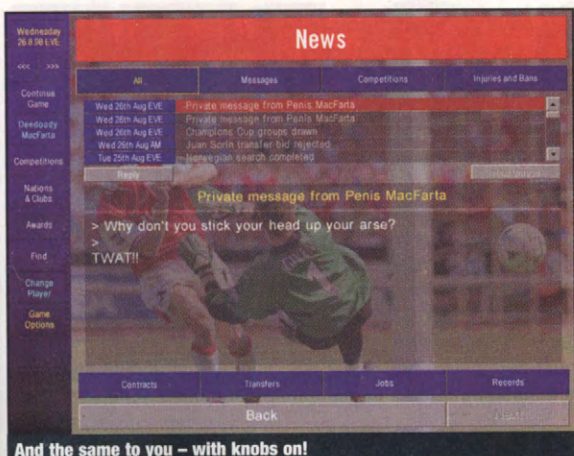 Wednesday
26.8.98 EVE
<<< >>>
Continue
Game
Deedoody
MacFarta
Competitions
Nations
& Clubs
Awards
Find
Change
Player
Game
Options
News
All
Messages
Competitions
Injuries and Bans
Wed 26th Aug EVE Private message from Penis MacFarta
Wed 26th Aug EVE Private message from Penis MacFarta
Wed 26th Aug EVE Champions Cup groups drawn
Wed 26th Aug AM Juan Sorin transfer bid rejected
Tue 25th Aug EVE Norwegian search completed
Reply
Private message from Penis MacFarta
> Why don't you stick your head up your arse?
>
TWAT!!
Contracts
Transfers
Jobs
Records
Back
Next
And the same to you – with knobs on!